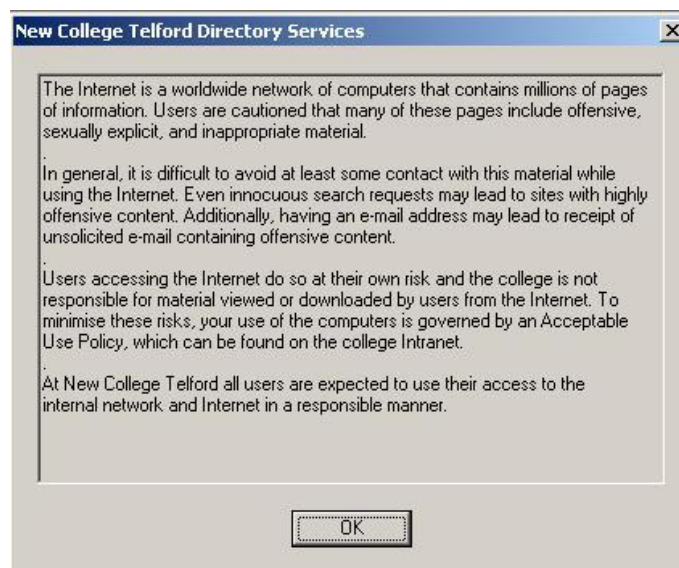 New College Telford Directory Services
The Internet is a worldwide network of computers that contains millions of pages
of information. Users are cautioned that many of these pages include offensive,
sexually explicit, and inappropriate material.
.
In general, it is difficult to avoid at least some contact with this material while
using the Internet. Even innocuous search requests may lead to sites with highly
offensive content. Additionally, having an e-mail address may lead to receipt of
unsolicited e-mail containing offensive content.
.
Users accessing the Internet do so at their own risk and the college is not
responsible for material viewed or downloaded by users from the Internet. To
minimise these risks, your use of the computers is governed by an Acceptable
Use Policy, which can be found on the college Intranet.
.
At New College Telford all users are expected to use their access to the
internal network and Internet in a responsible manner.
OK